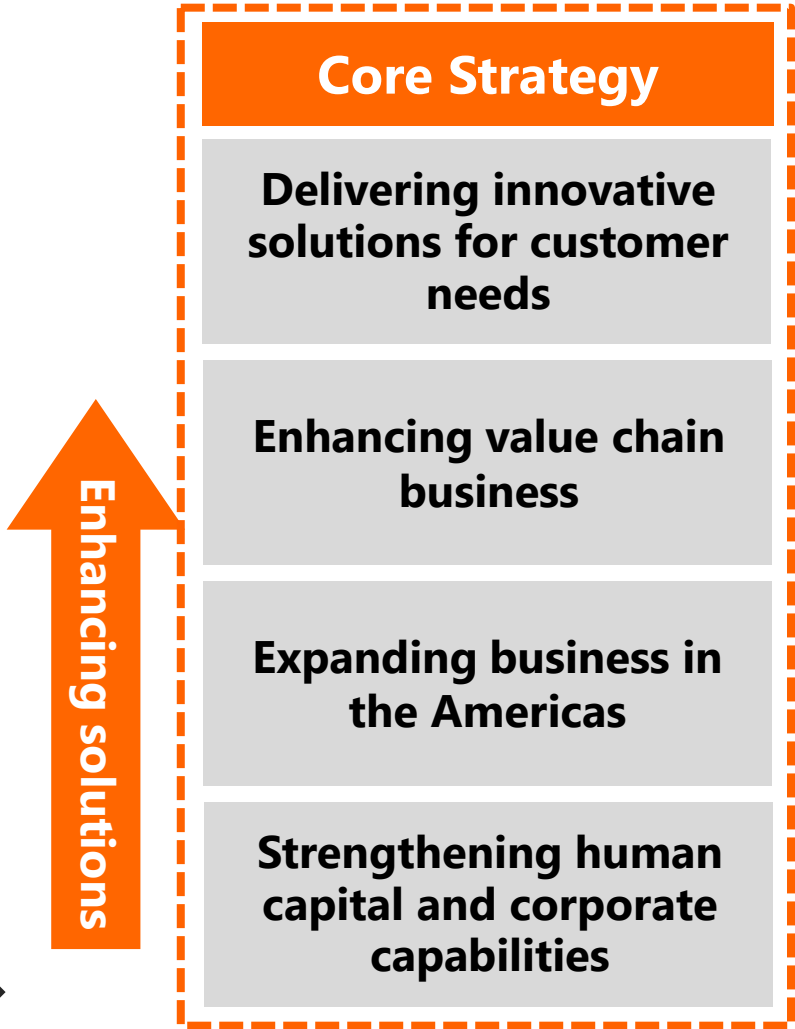 Core Strategy
Delivering innovative
solutions for customer
needs
Enhancing value chain
business
Expanding business in
the Americas
Strengthening human
capital and corporate
capabilities
Enhancing solutions